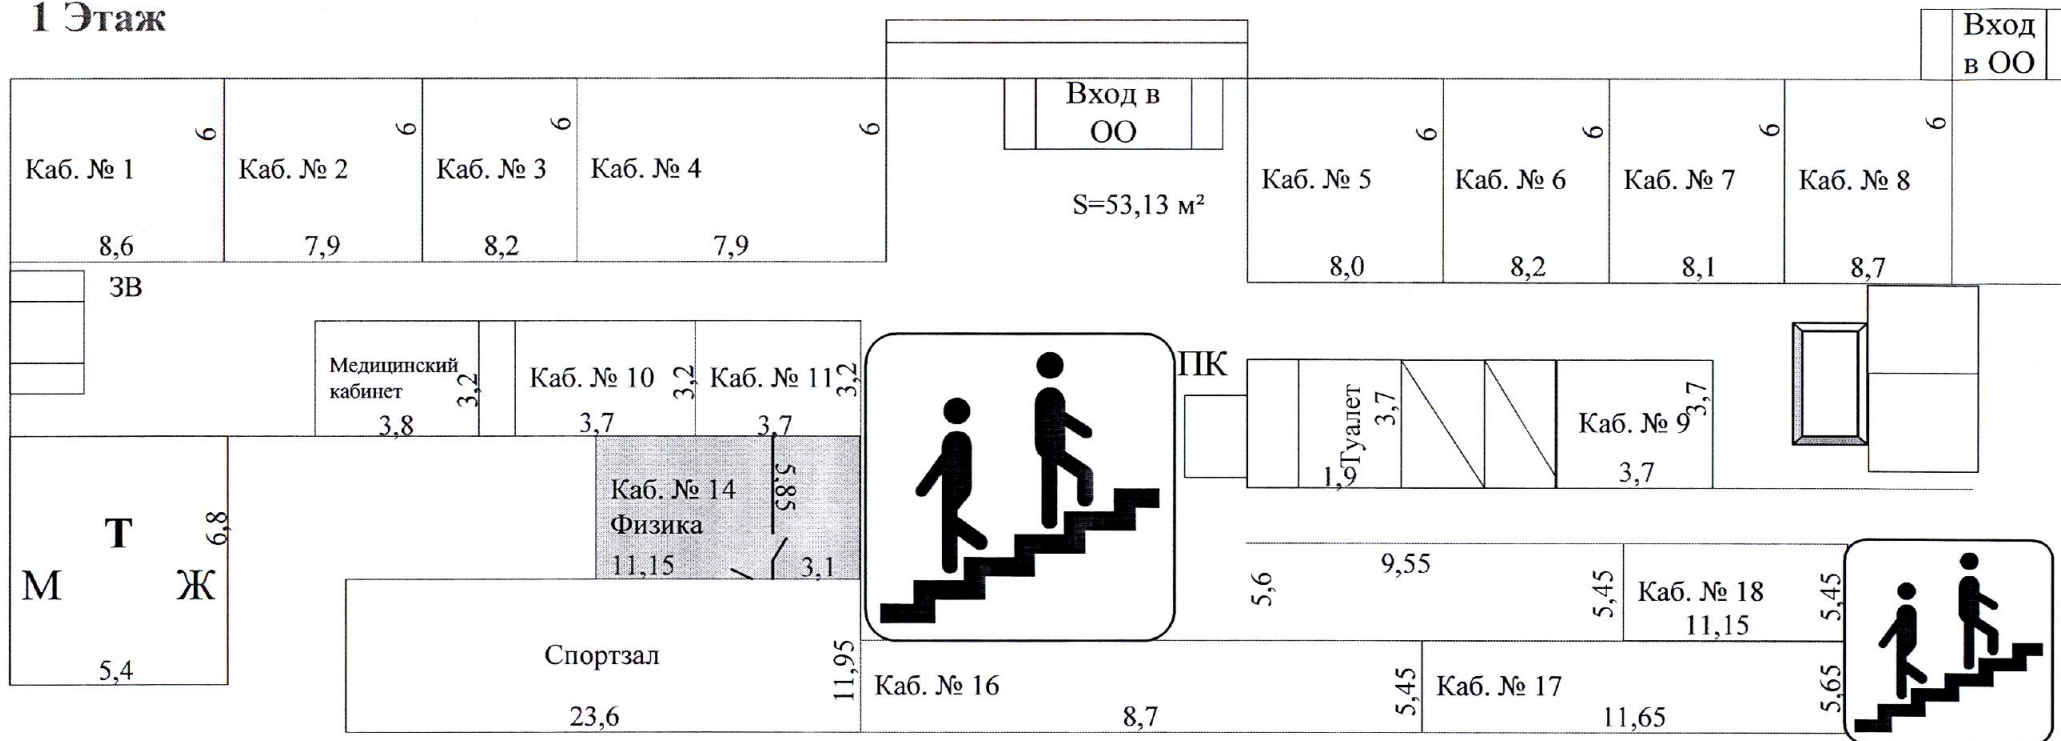 1 Этаж
Вход
в ОО
Вход в
ОО
S=53,13 м²
Каб. № 1
6
8,6
Каб. № 2
6
7,9
Каб. № 3
6
8,2
Каб. № 4
6
7,9
Каб. № 5
6
8,0
Каб. № 6
6
8,2
Каб. № 7
6
8,1
Каб. № 8
6
8,7
ЗВ
Медицинский
кабинет
3,2
3,8
Каб. № 10
3,2
3,7
Каб. № 11
3,2
3,7
ПК
Туалет
3,7
1,9
Каб. № 9
3,7
3,7
Т
М
Ж
6,8
5,4
Каб. № 14
Физика
11,15
5,85
3,1
Спортзал
11,95
23,6
5,6
9,55
5,45
Каб. № 18
11,15
5,45
Каб. № 16
8,7
5,45
Каб. № 17
11,65
5,65